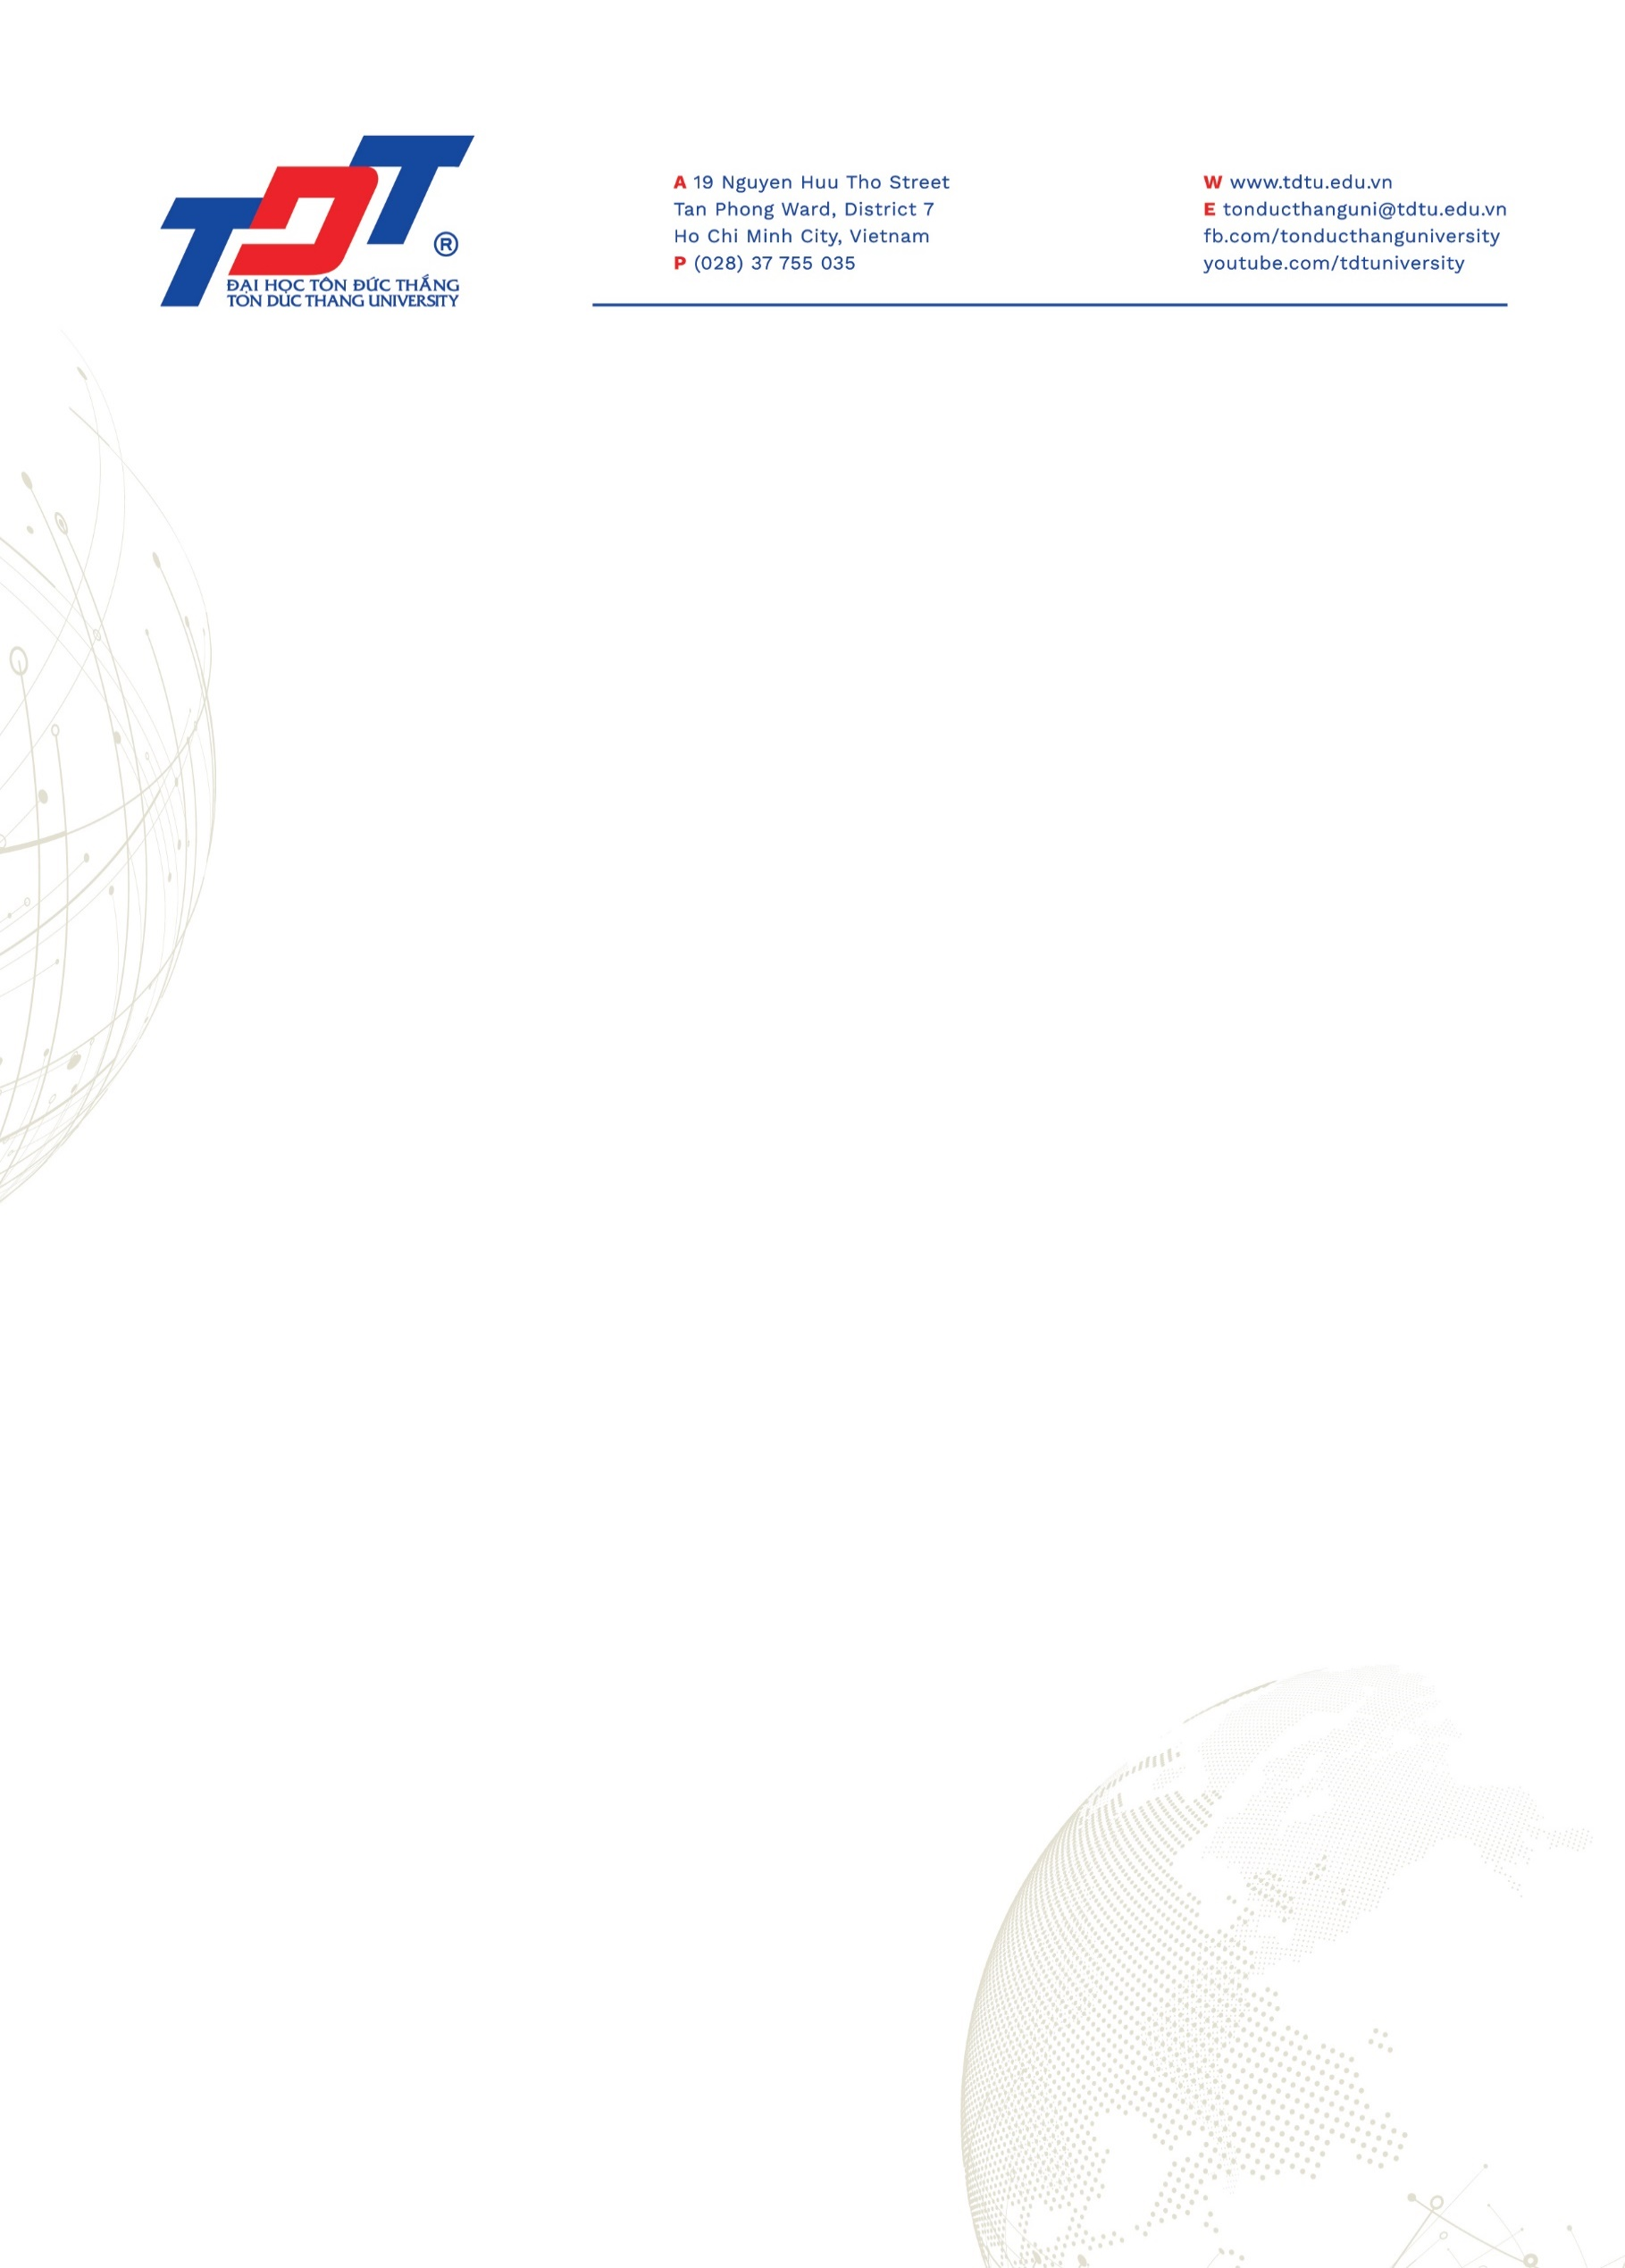 TDT®
ĐẠI HỌC TÔN ĐỨC THẮNG
TON DUC THANG UNIVERSITY
A 19 Nguyen Huu Tho Street
Tan Phong Ward, District 7
Ho Chi Minh City, Vietnam
P (028) 37 755 035
W www.tdtu.edu.vn
E tonducthanguni@tdtu.edu.vn
fb.com/tonducthanguniversity
youtube.com/tdtuniversity